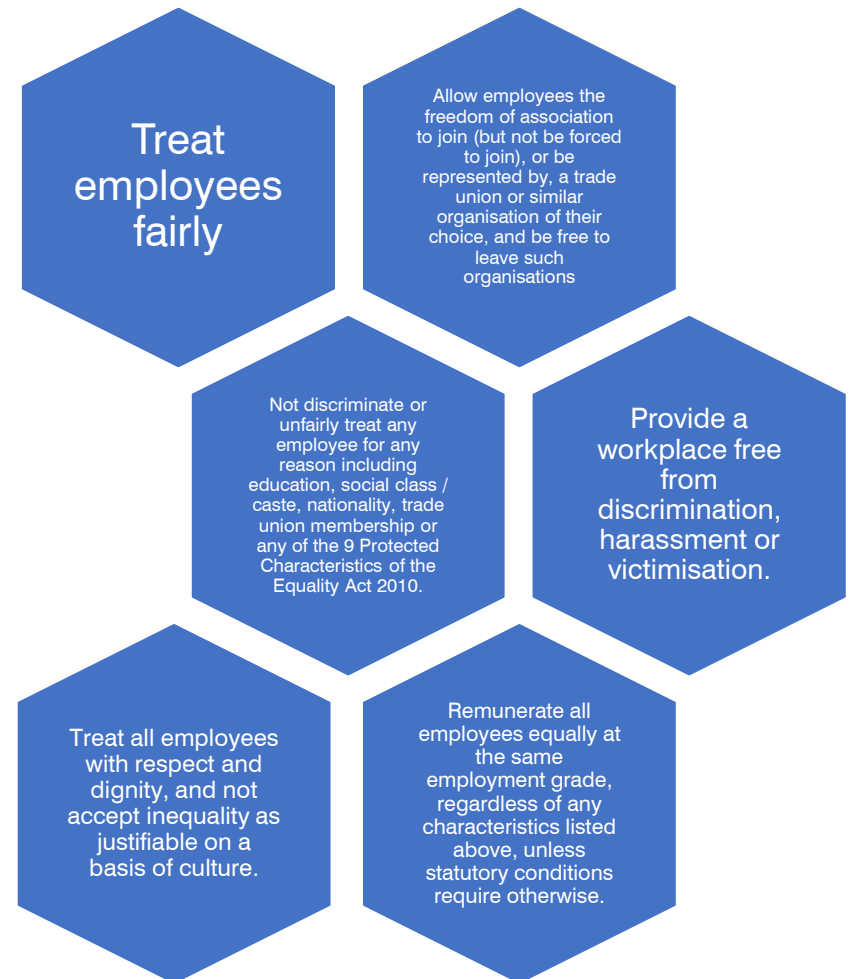 Treat
employees
fairly
Allow employees the
freedom of association
to join (but not be forced
to join), or be
represented by, a trade
union or similar
organisation of their
choice, and be free to
leave such
organisations
Not discriminate or
unfairly treat any
employee for any
reason including
education, social class /
caste, nationality, trade
union membership or
any of the 9 Protected
Characteristics of the
Equality Act 2010.
Provide a
workplace free
from
discrimination,
harassment or
victimisation.
Treat all employees
with respect and
dignity, and not
accept inequality as
justifiable on a
basis of culture.
Remunerate all
employees equally at
the same
employment grade,
regardless of any
characteristics listed
above, unless
statutory conditions
require otherwise.